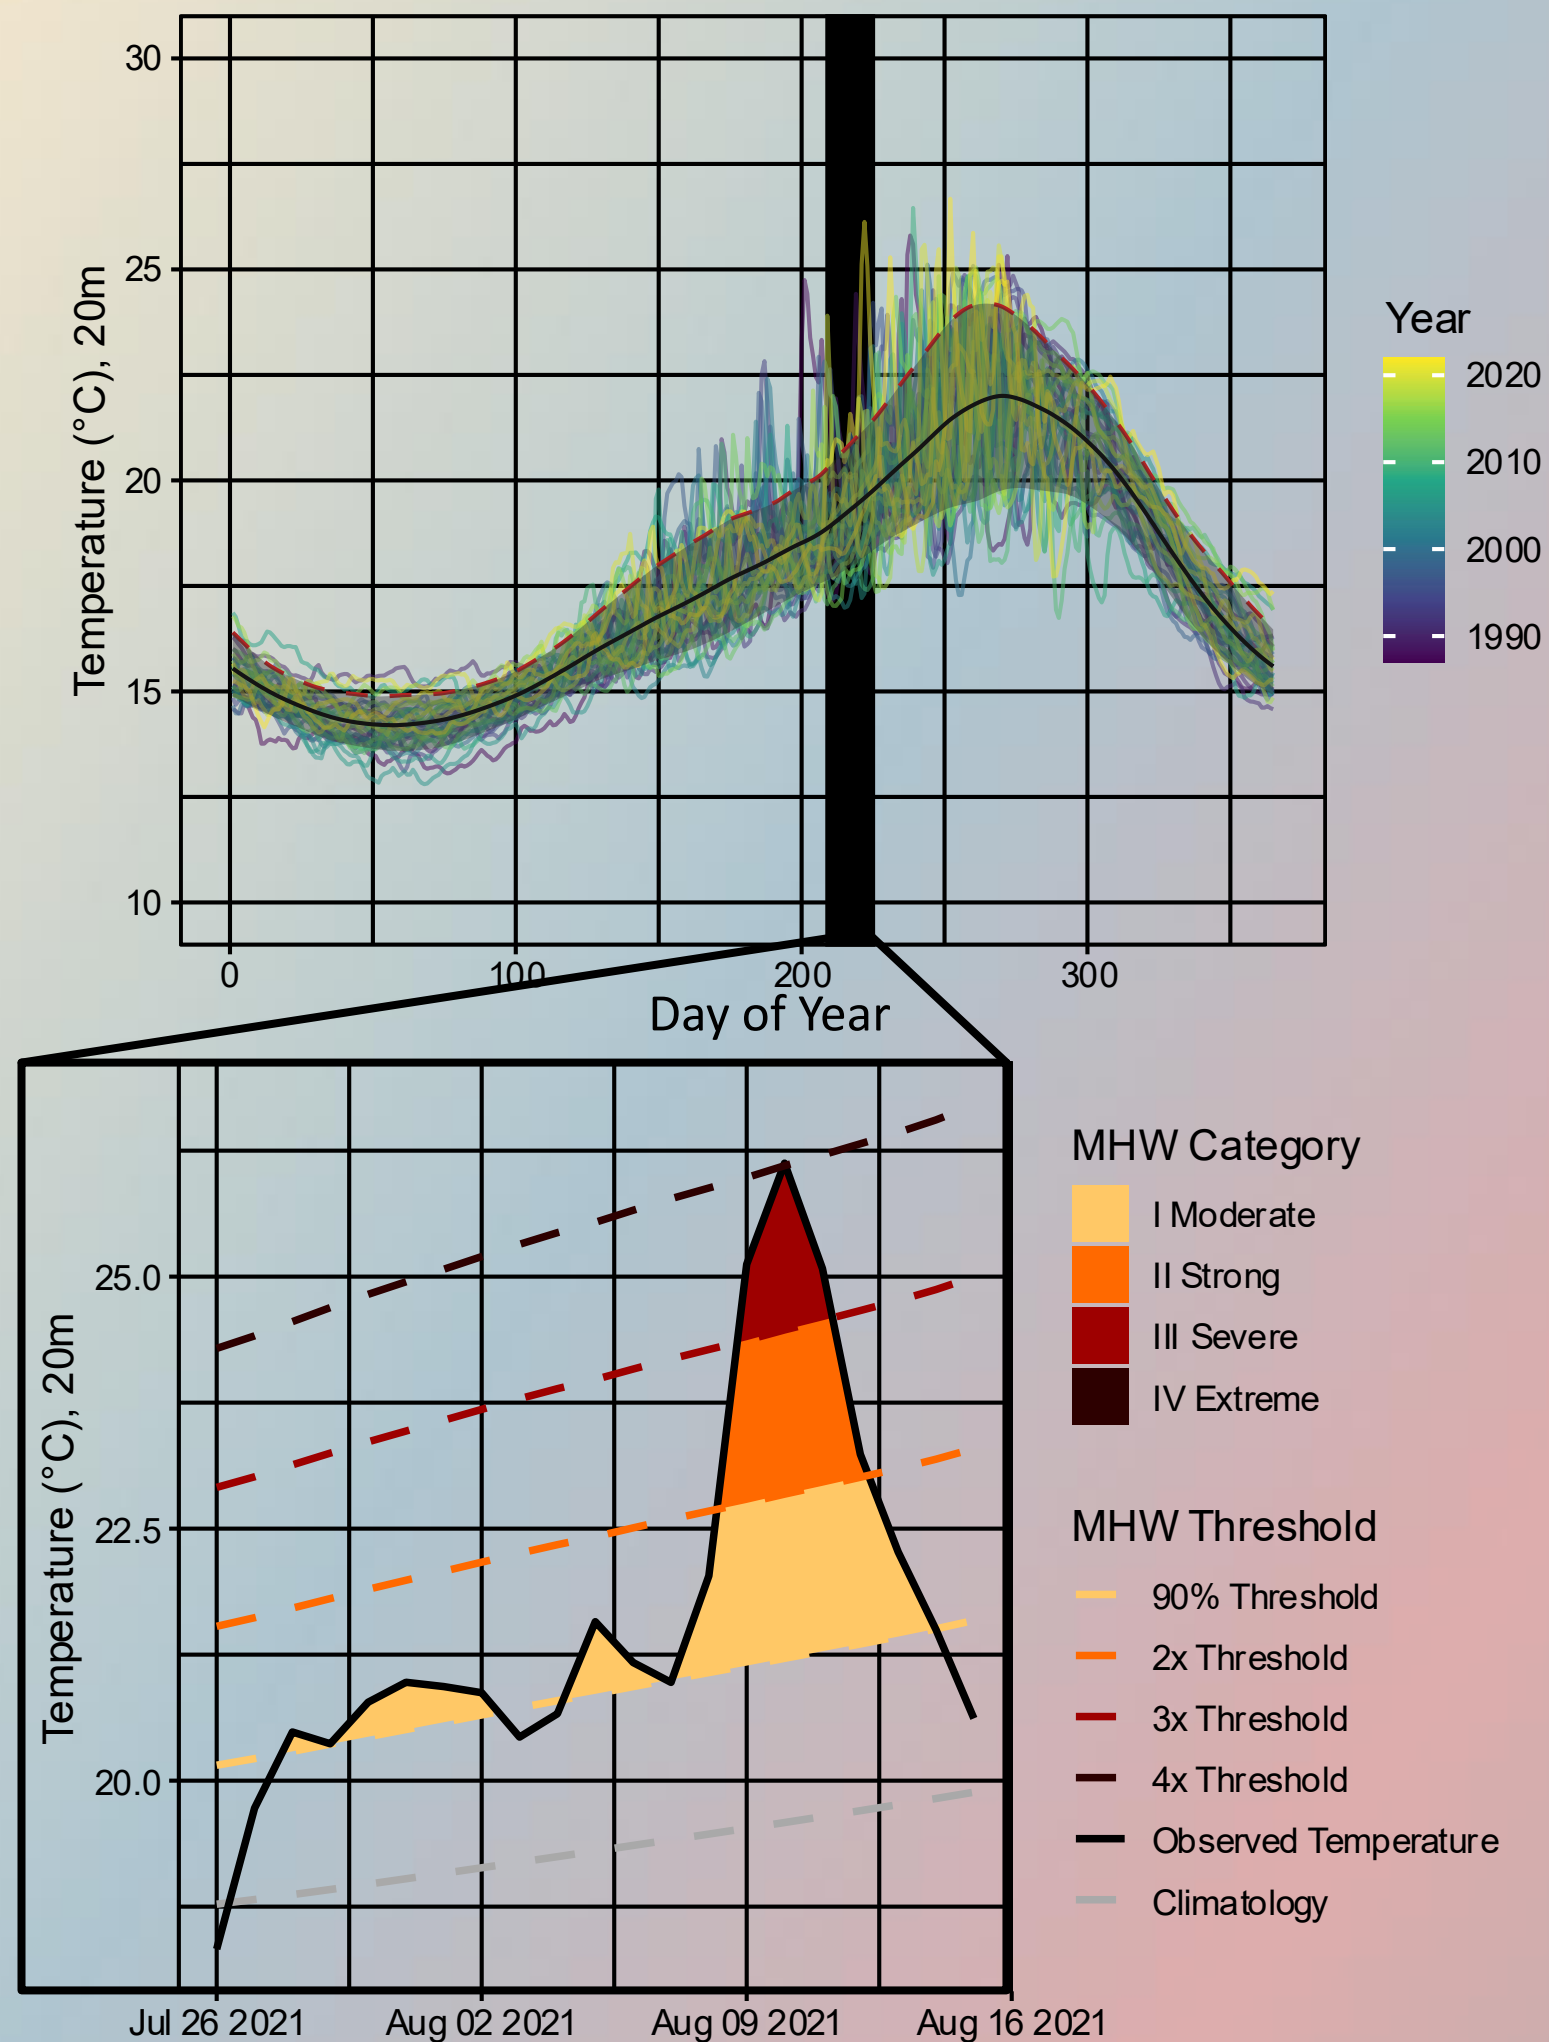 30
25
20
15
10
Temperature (°C), 20m
0
100
200
300
Day of Year
Year
2020
2010
2000
1990
25.0
22.5
20.0
Temperature (°C), 20m
Jul 26 2021
Aug 02 2021
Aug 09 2021
Aug 16 2021
MHW Category
I Moderate
II Strong
III Severe
IV Extreme
MHW Threshold
90% Threshold
2x Threshold
3x Threshold
4x Threshold
Observed Temperature
Climatology